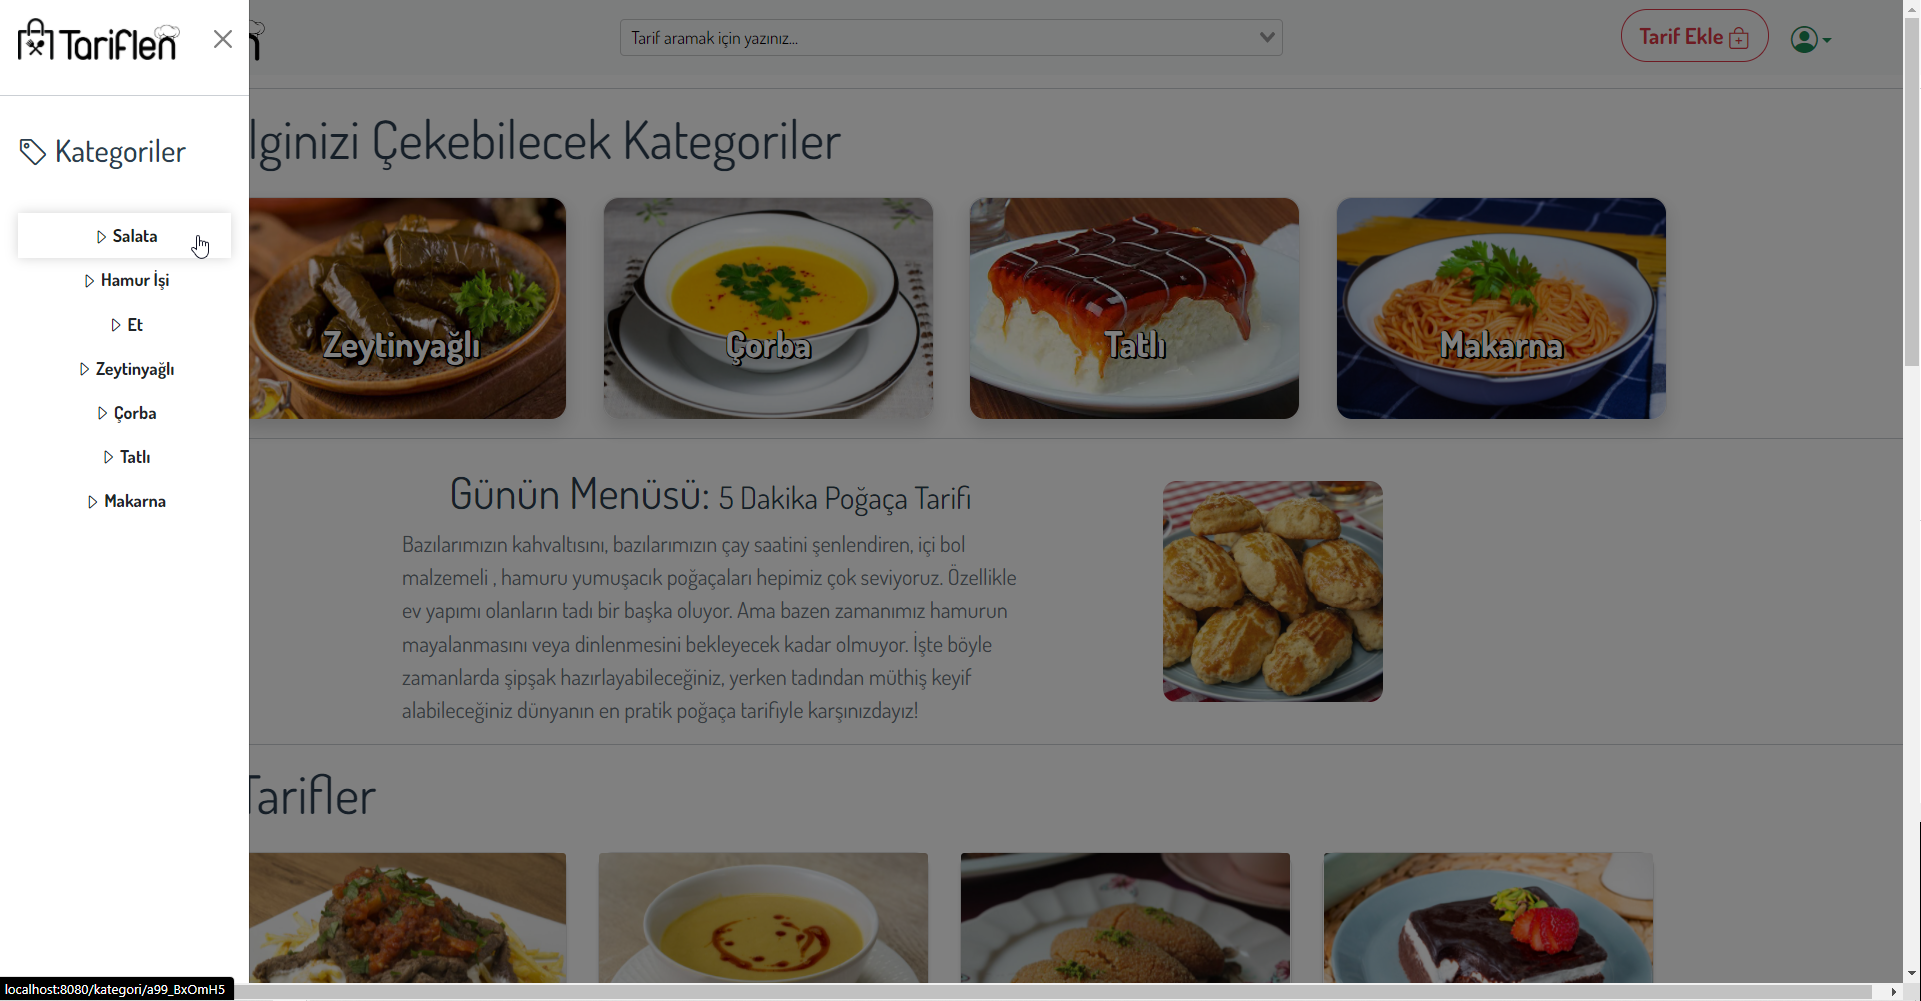 Tariflen
Tarif aramak için yazınız...
Tarif Ekle
Kategoriler
Salata
Hamur İşi
Et
Zeytinyağlı
Çorba
Tatlı
Makarna
lginizi Çekebilecek Kategoriler
Zeytinyağlı
Çorba
Tatlı
Makarna
Günün Menüsü: 5 Dakika Poğaça Tarifi
Bazılarımızın kahvaltısını, bazılarımızın çay saatini şenlendiren, içi bol
malzemeli , hamuru yumuşacık poğaçaları hepimiz çok seviyoruz. Özellikle
ev yapımı olanların tadı bir başka oluyor. Ama bazen zamanımız hamurun
mayalanmasını veya dinlenmesini bekleyecek kadar olmuyor. İşte böyle
zamanlarda şipşak hazırlayabileceğiniz, yerken tadından müthiş keyif
alabileceğiniz dünyanın en pratik poğaça tarifiyle karşınızdayız!
Tarifler
localhost:8080/kategori/a99_BxOmH5